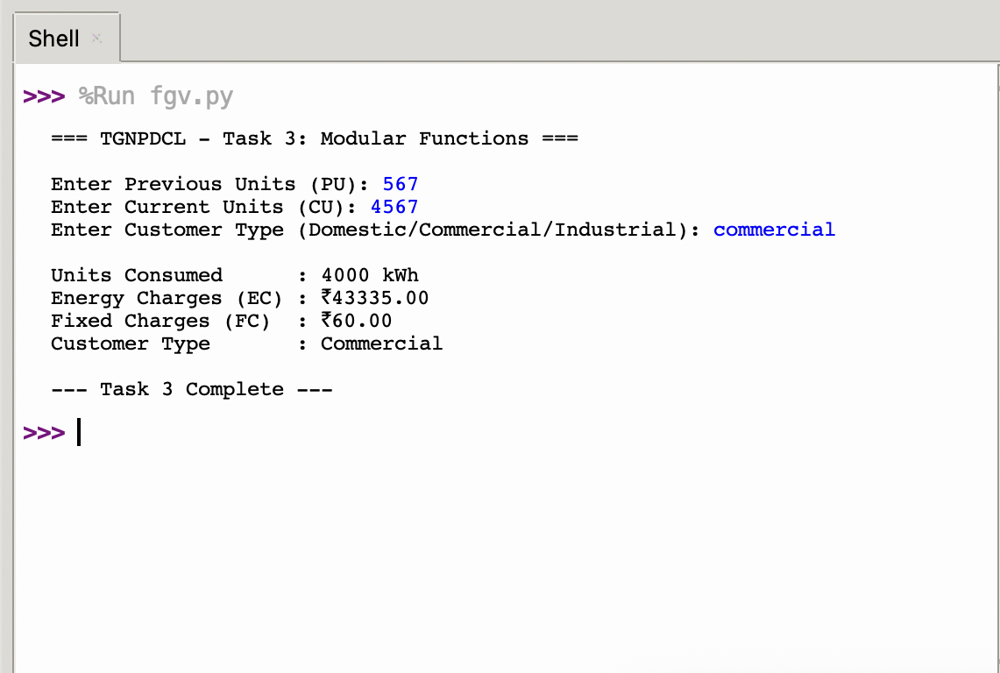 Shell
>>> %Run fgv.py
=== TGNPDCL - Task 3: Modular Functions ===
Enter Previous Units (PU): 567
Enter Current Units (CU): 4567
Enter Customer Type (Domestic/Commercial/Industrial): commercial
Units Consumed      : 4000 kWh
Energy Charges (EC) : ₹43335.00
Fixed Charges (FC)  : ₹60.00
Customer Type       : Commercial
--- Task 3 Complete ---
>>>